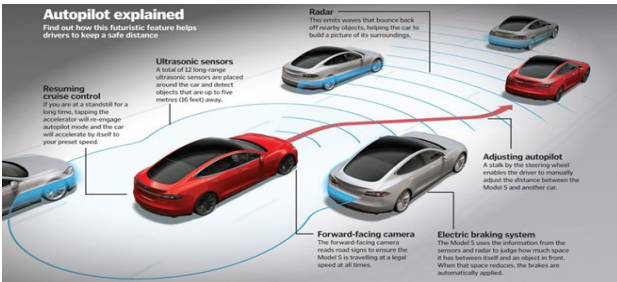 Autopilot explained
Find out how this futuristic feature helps
drivers to keep a safe distance
Radar
This emits waves that bounce back
off nearby objects, helping the car to
build a picture of its surroundings.
Ultrasonic sensors
A total of 12 long-range
ultrasonic sensors are placed
around the car and detect
objects that are up to five
metres (16 feet) away.
Resuming
cruise control
If you are at a standstill for a
long time, tapping the
accelerator will re-engage
autopilot mode and the car
will accelerate by itself to
your preset speed.
Adjusting autopilot
A stalk by the steering wheel
enables the driver to manually
adjust the distance between the
Model S and another car.
Forward-facing camera
The forward-facing camera
reads road signs to ensure the
Model S is travelling at a legal
speed at all times.
Electric braking system
The Model S uses the information from the
sensors and radar to judge how much space
it has between itself and an object in front.
When that space reduces, the brakes are
automatically applied.